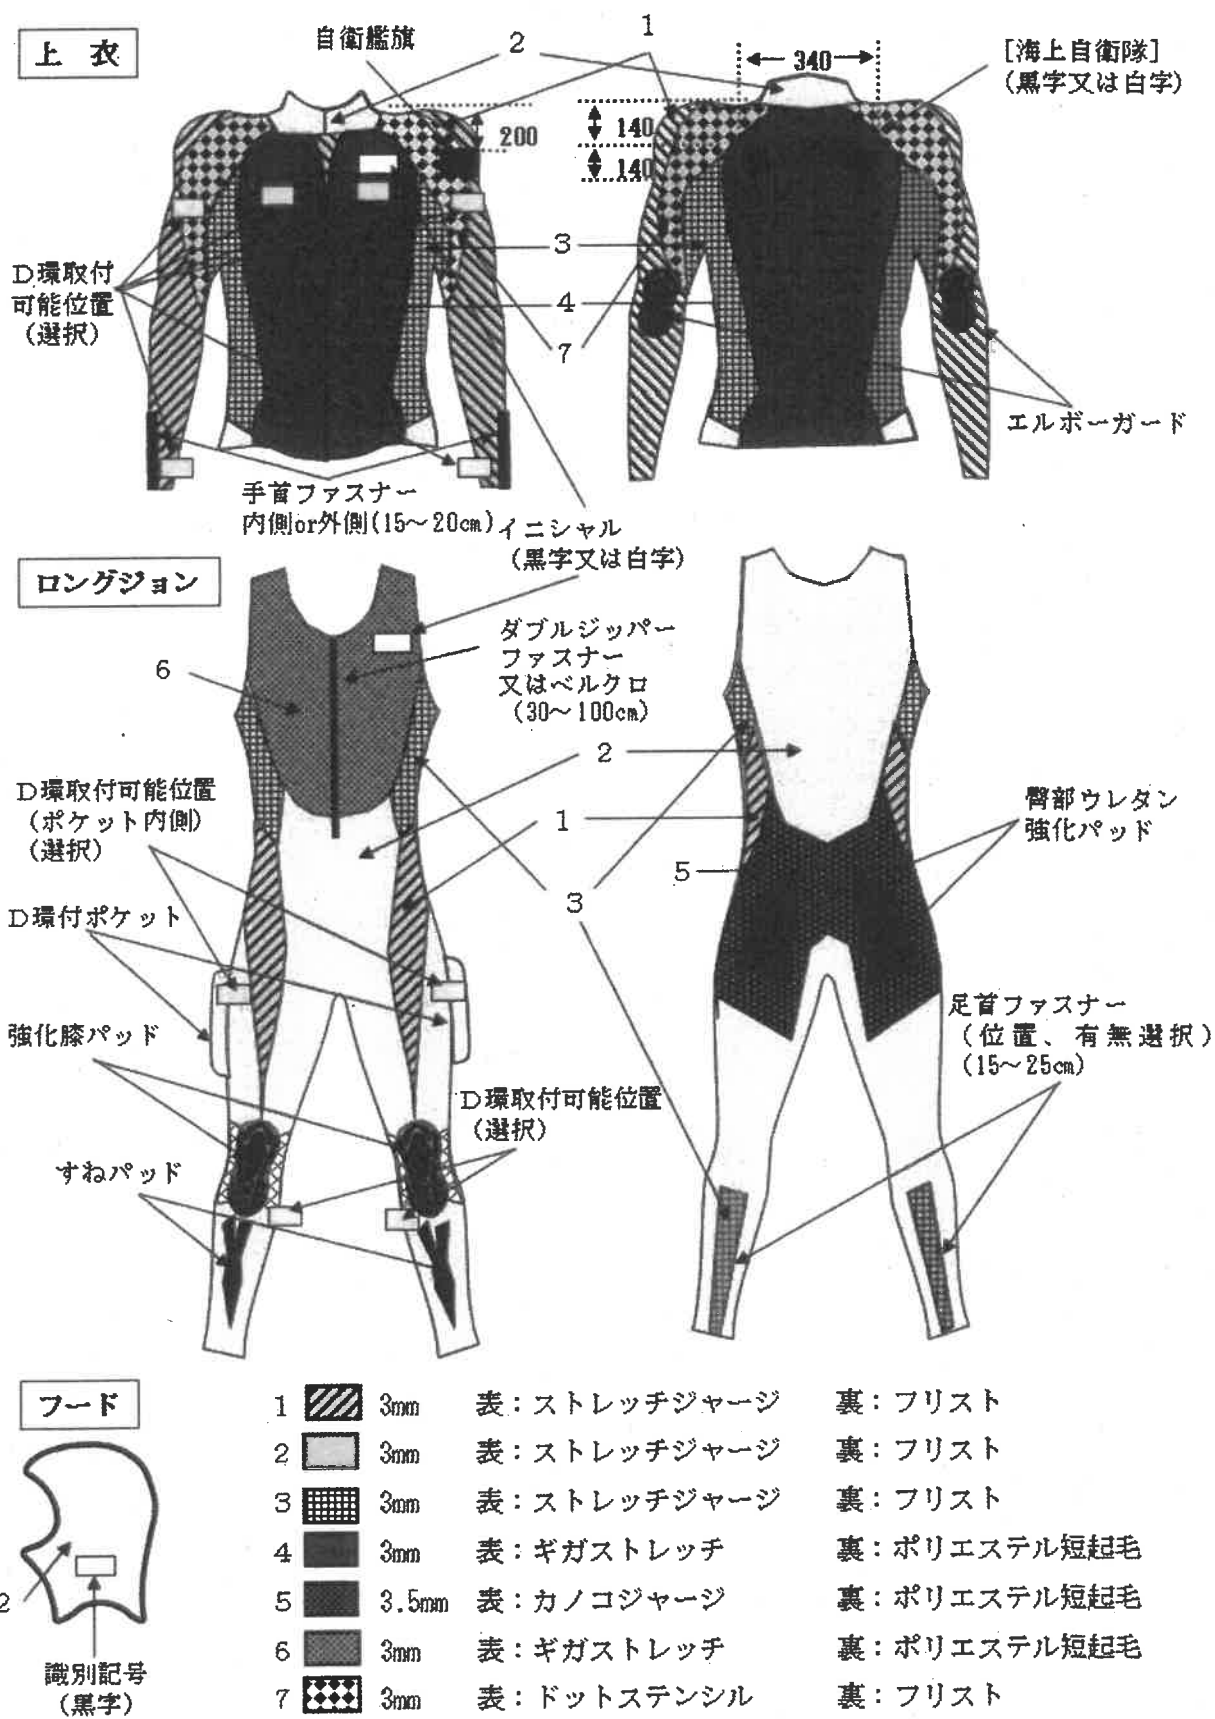 上 衣
自衛艦旗
2
1
340
[海上自衛隊]
(黒字又は白字)
200
140
140
3
D環取付
可能位置
(選択)
4
7
エルボーガード
手首ファスナー
内側or外側(15～20cm)
イニシャル
(黒字又は白字)
ロングジョン
ダブルジッパー
ファスナー
又はベルクロ
(30～100cm)
6
2
D環取付可能位置
(ポケット内側)
(選択)
1
臀部ウレタン
強化パッド
5
3
D環付ポケット
足首ファスナー
(位置、有無選択)
(15～25cm)
強化膝パッド
D環取付可能位置
(選択)
すねパッド
フード
2
識別記号
(黒字)
1 3mm 表：ストレッチジャージ 裏：フリスト
2 3mm 表：ストレッチジャージ 裏：フリスト
3 3mm 表：ストレッチジャージ 裏：フリスト
4 3mm 表：ギガストレッチ 裏：ポリエステル短起毛
5 3.5mm 表：カノコジャージ 裏：ポリエステル短起毛
6 3mm 表：ギガストレッチ 裏：ポリエステル短起毛
7 3mm 表：ドットステンシル 裏：フリスト